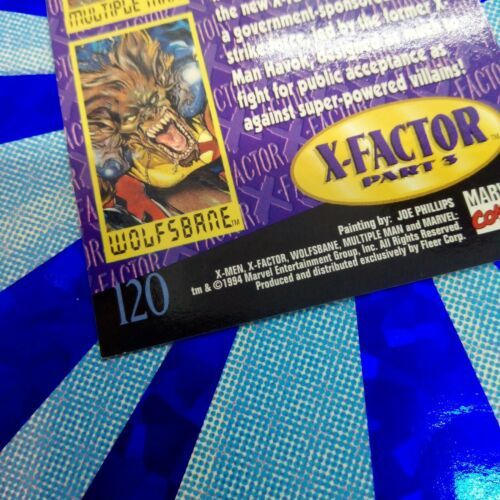 MULTIPLE MAN
the new X-
a government-sponsored
strike led by the former X-
Man Havok,
fight for public acceptance as
against super-powered villains!
X-FACTOR
PART 3
WOLFSBANE™
Painting by: JOE PHILLIPS
X-MEN, X-FACTOR, WOLFSBANE, MULTIPLE MAN and MARVEL:
tm & ©1994 Marvel Entertainment Group, Inc. All Rights Reserved.
Produced and distributed exclusively by Fleer Corp.
120
MARVEL